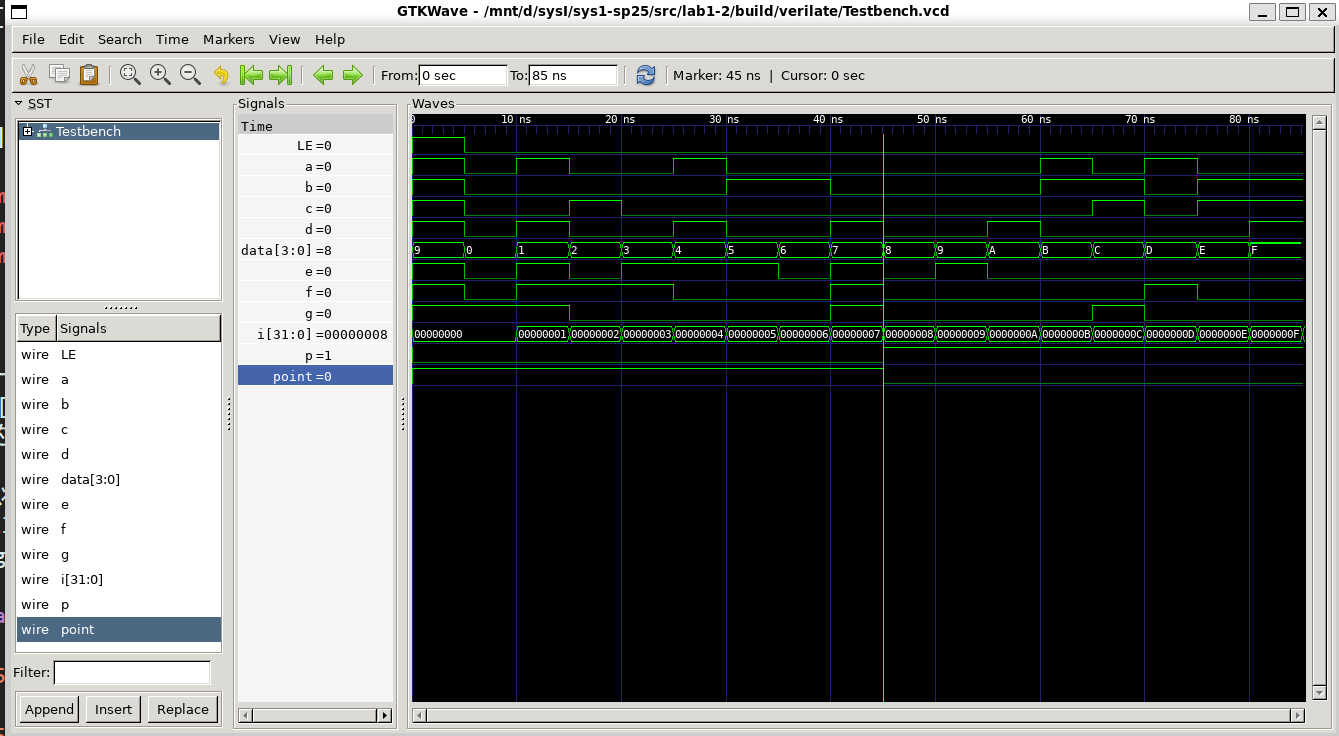 GTKWave - /mnt/d/sysI/sys1-sp25/src/lab1-2/build/verilate/Testbench.vcd
File Edit Search Time Markers View Help
From: 0 sec To: 85 ns Marker: 45 ns | Cursor: 0 sec
SST
Testbench
Type Signals
wire LE
wire a
wire b
wire c
wire d
wire data[3:0]
wire e
wire f
wire g
wire i[31:0]
wire p
wire point
Filter:
Append Insert Replace
Signals
Time
LE=0
a=0
b=0
c=0
d=0
data[3:0]=8
e=0
f=0
g=0
i[31:0]=00000008
p=1
point=0
Waves
0 10 ns 20 ns 30 ns 40 ns 50 ns 60 ns 70 ns 80 ns
9 0 1 2 3 4 5 6 7 8 9 A B C D E F
00000000 00000001 00000002 00000003 00000004 00000005 00000006 00000007 00000008 00000009 0000000A 0000000B 0000000C 0000000D 0000000E 0000000F